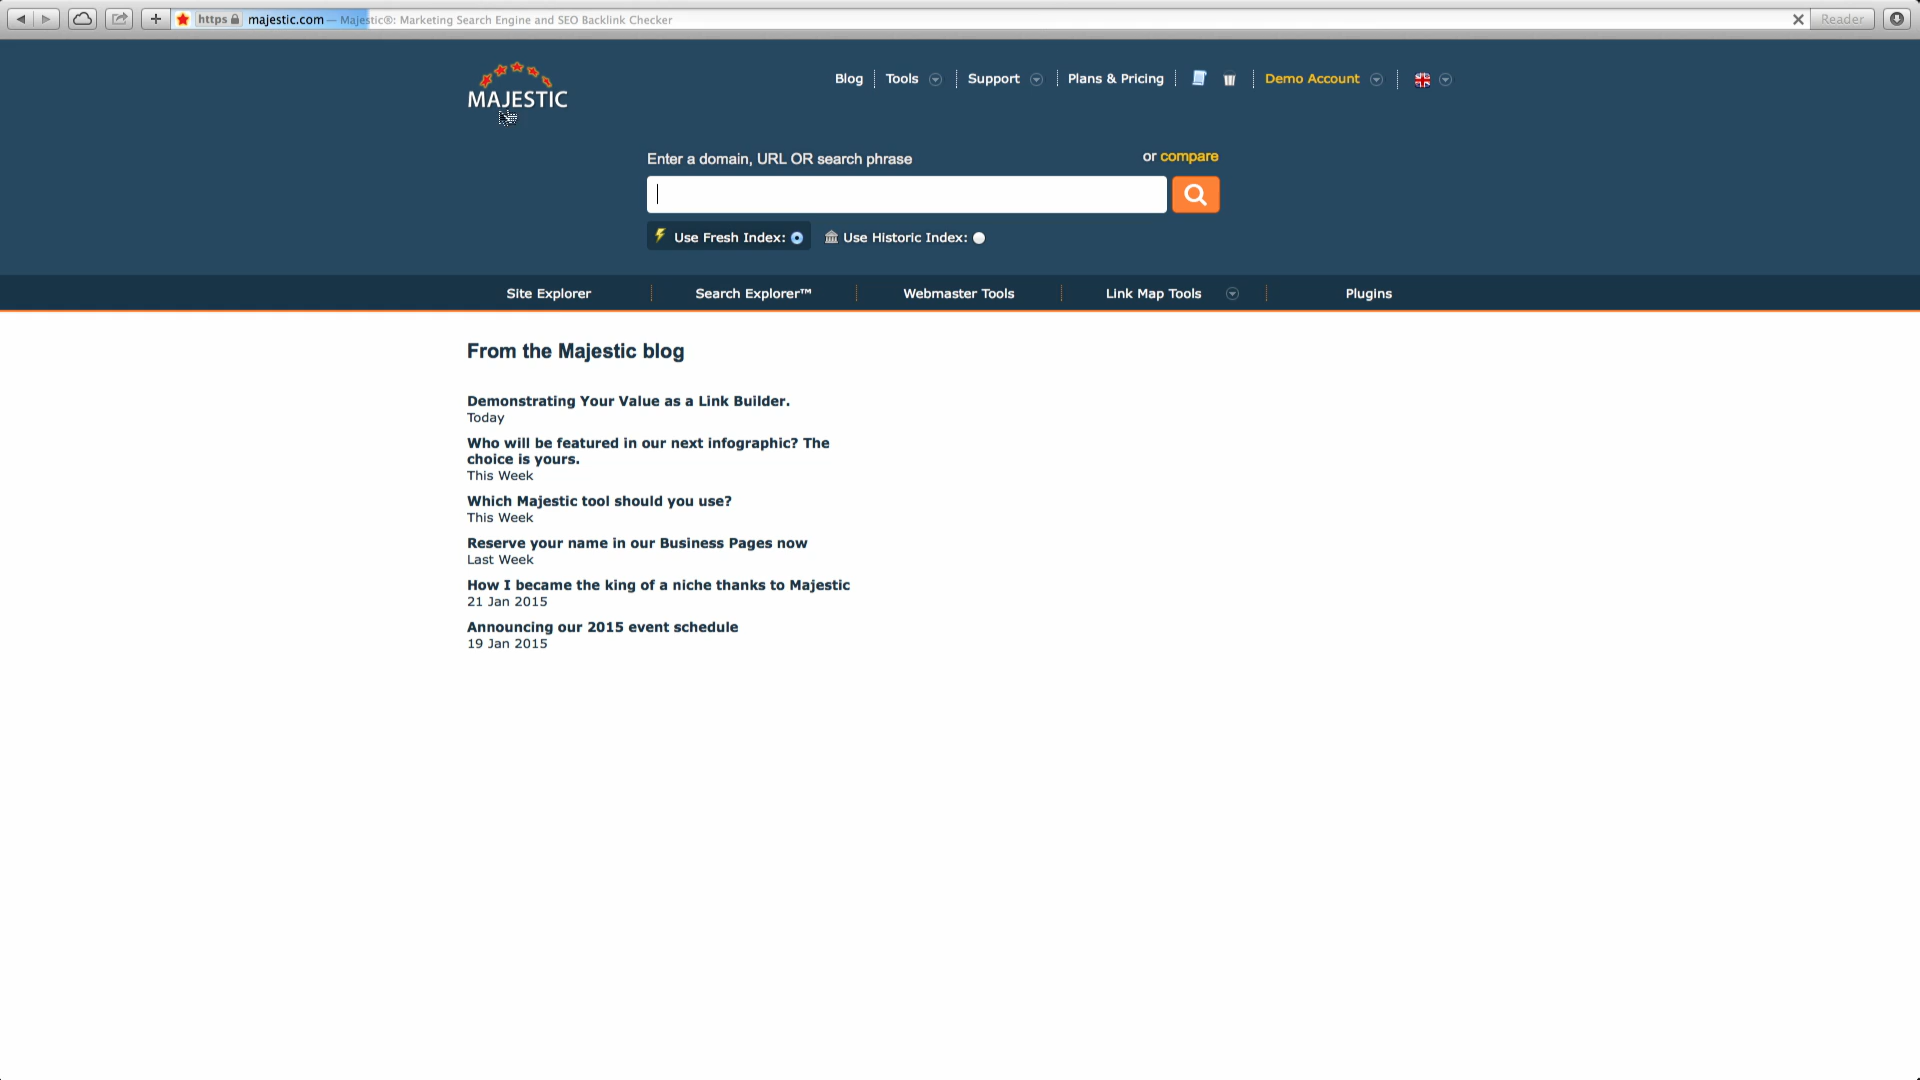 https majestic.com — Majestic®: Marketing Search Engine and SEO Backlink Checker
Reader
MAJESTIC
Blog Tools Support Plans & Pricing Demo Account
Enter a domain, URL OR search phrase or compare
Use Fresh Index: Use Historic Index:
Site Explorer Search Explorer™ Webmaster Tools Link Map Tools Plugins
From the Majestic blog
Demonstrating Your Value as a Link Builder.
Today
Who will be featured in our next infographic? The
choice is yours.
This Week
Which Majestic tool should you use?
This Week
Reserve your name in our Business Pages now
Last Week
How I became the king of a niche thanks to Majestic
21 Jan 2015
Announcing our 2015 event schedule
19 Jan 2015